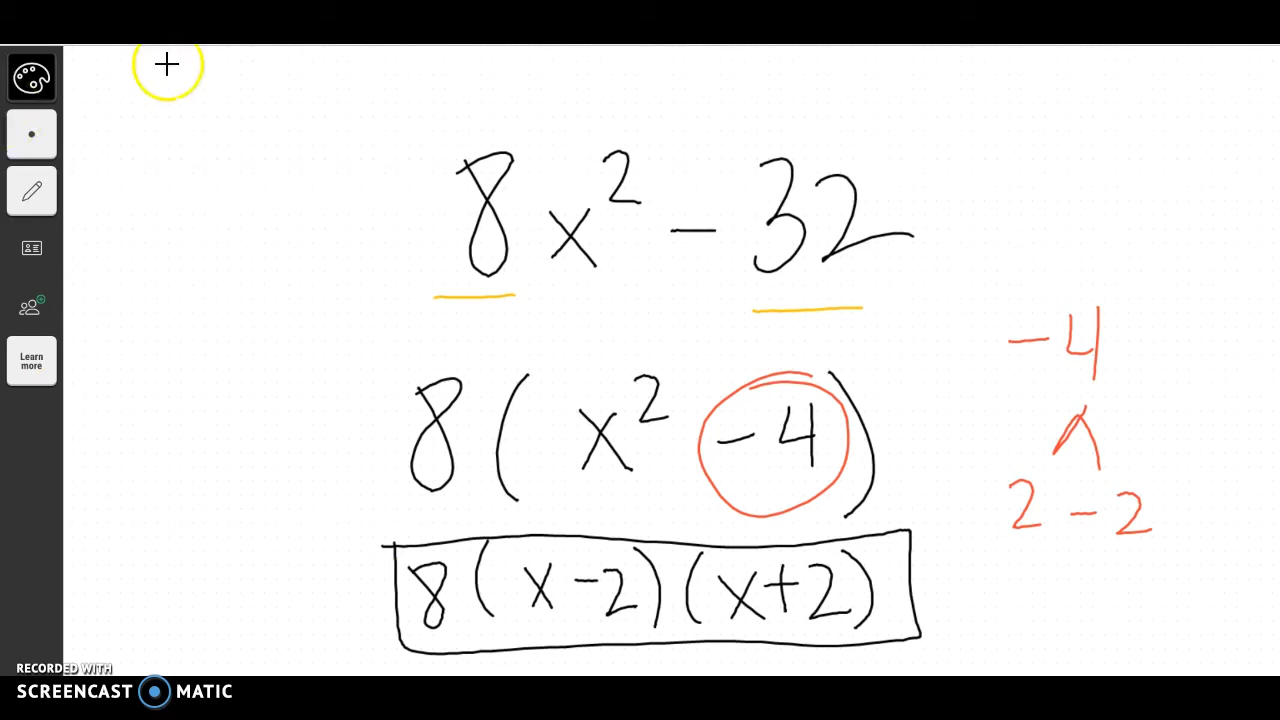 8x² - 32
-4
8(x² -4)
2 -2
8(x-2)(x+2)
Learn more
RECORDED WITH
SCREENCAST MATIC